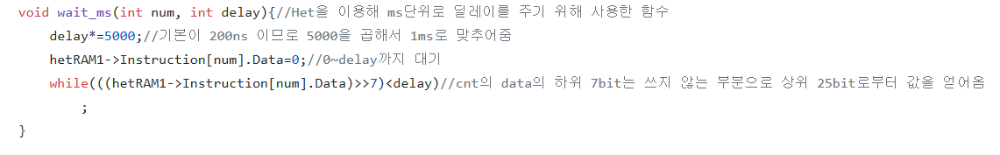 void wait_ms(int num, int delay){//Het을 이용해 ms단위로 딜레이를 주기 위해 사용한 함수
delay*=5000;//기본이 200ns 이므로 5000을 곱해서 1ms로 맞추어줌
hetRAM1->Instruction[num].Data=0;//0~delay까지 대기
while(((hetRAM1->Instruction[num].Data)>>7)<delay)//cnt의 data의 하위 7bit는 쓰지 않는 부분으로 상위 25bit로부터 값을 얻어옴
;
}